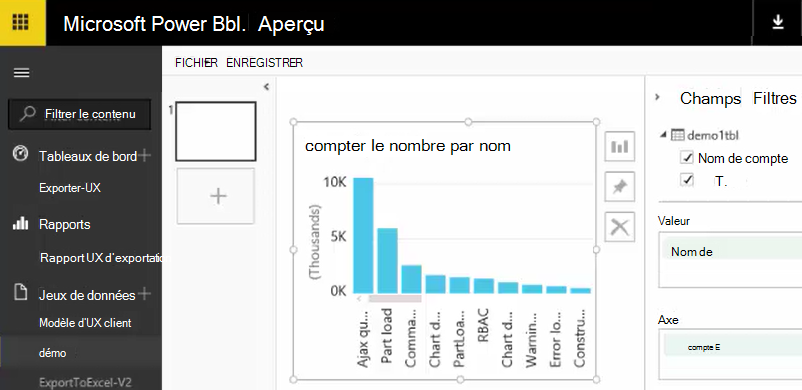 Microsoft Power Bbl. Aperçu
FICHIER ENREGISTRER
Filtrer le contenu
Tableaux de bord
Exporter-UX
Rapports
Rapport UX d'exportatio
Jeux de données
Modèle d'UX client
démo
ExportToExcel-V2
1
compter le nombre par nom
(Thousands)
10K
5K
0K
Ajax qu...
Part load
Comma...
Chart d...
PartLoa...
RBAC
Chart d...
Warnin...
Error lo...
Constru...
Champs Filtres
demo1tbl
Nom de compte
T.
Valeur
Nom de
Axe
compte E